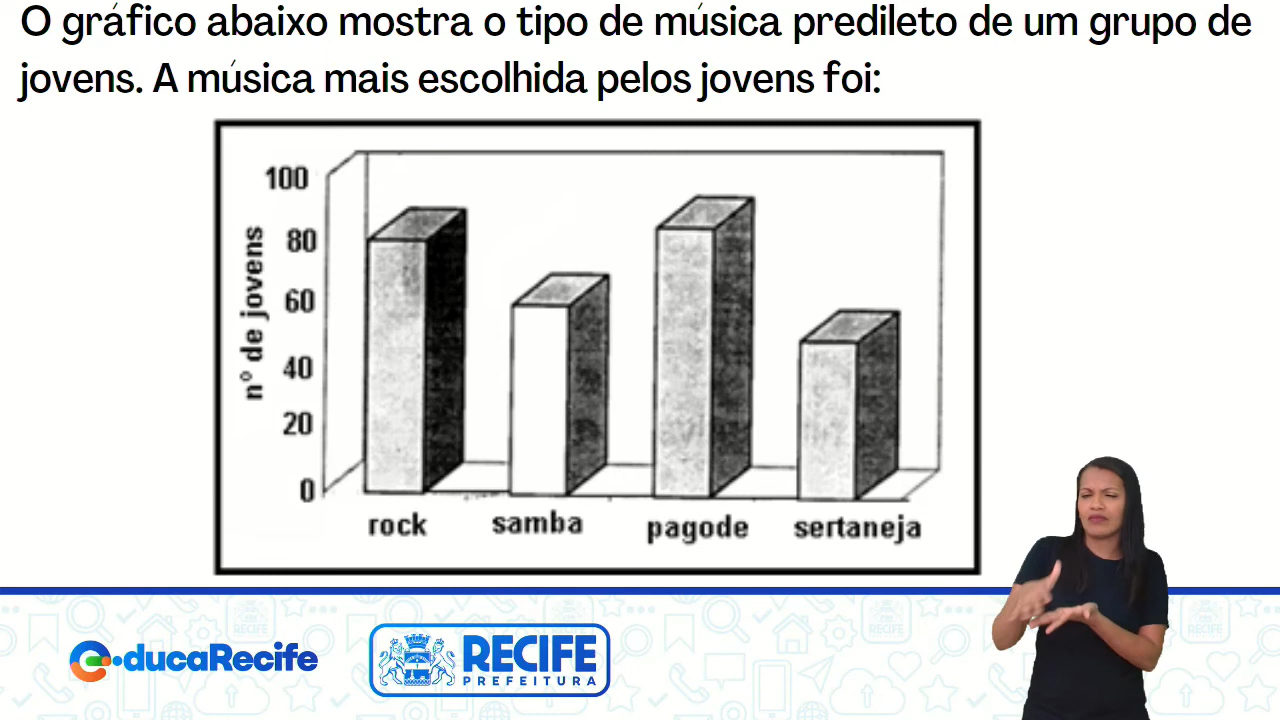 O gráfico abaixo mostra o tipo de música predileto de um grupo de
jovens. A música mais escolhida pelos jovens foi:
100
80
60
40
20
0
nº de jovens
rock samba pagode sertaneja
educaRecife
RECIFE
PREFEITURA